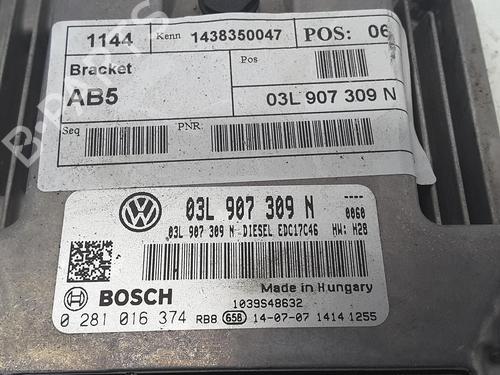 1144 Kenn 1438350047 POS: 06
Bracket Pos
AB5 03L 907 309 N
Seq PNR
03L 907 309 N
0060
03L 907 309 N DIESEL EDC17C46 HW: H28
Made in Hungary
BOSCH 1039S48632
0 281 016 374 RB8 656 14-07-07 1414 1255